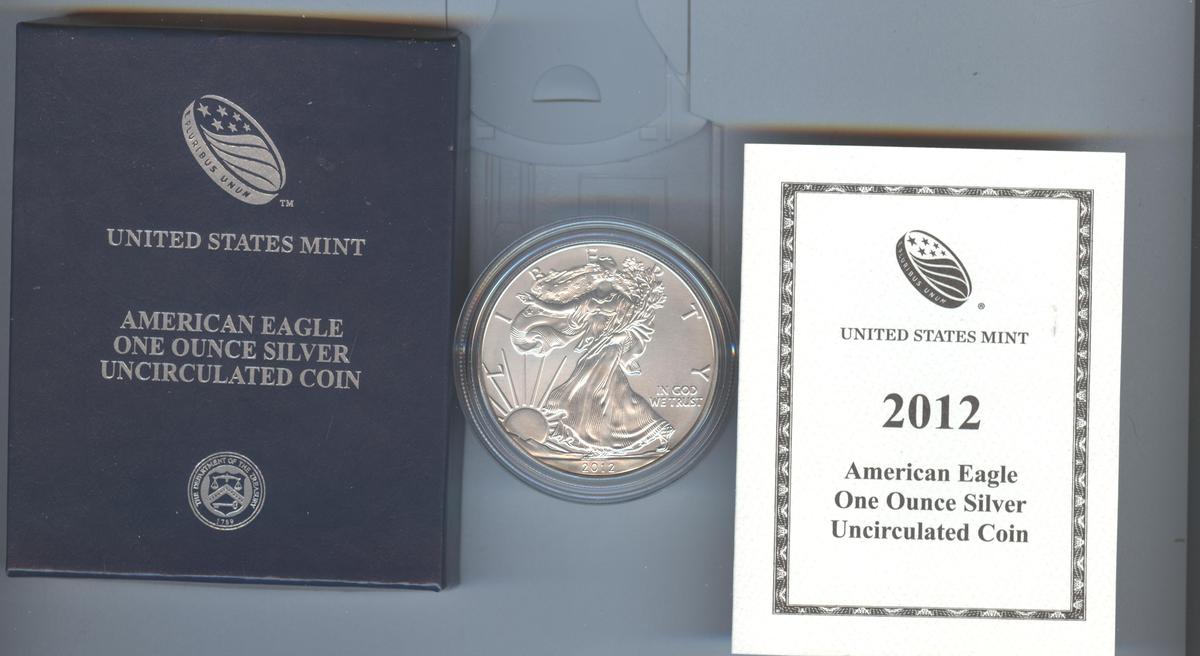 E PLURIBUS UNUM
TM
UNITED STATES MINT
AMERICAN EAGLE
ONE OUNCE SILVER
UNCIRCULATED COIN
THE DEPARTMENT OF THE TREASURY
1789
LIBERTY
IN GOD
WE TRUST
2012
E PLURIBUS UNUM
®
UNITED STATES MINT
2012
American Eagle
One Ounce Silver
Uncirculated Coin